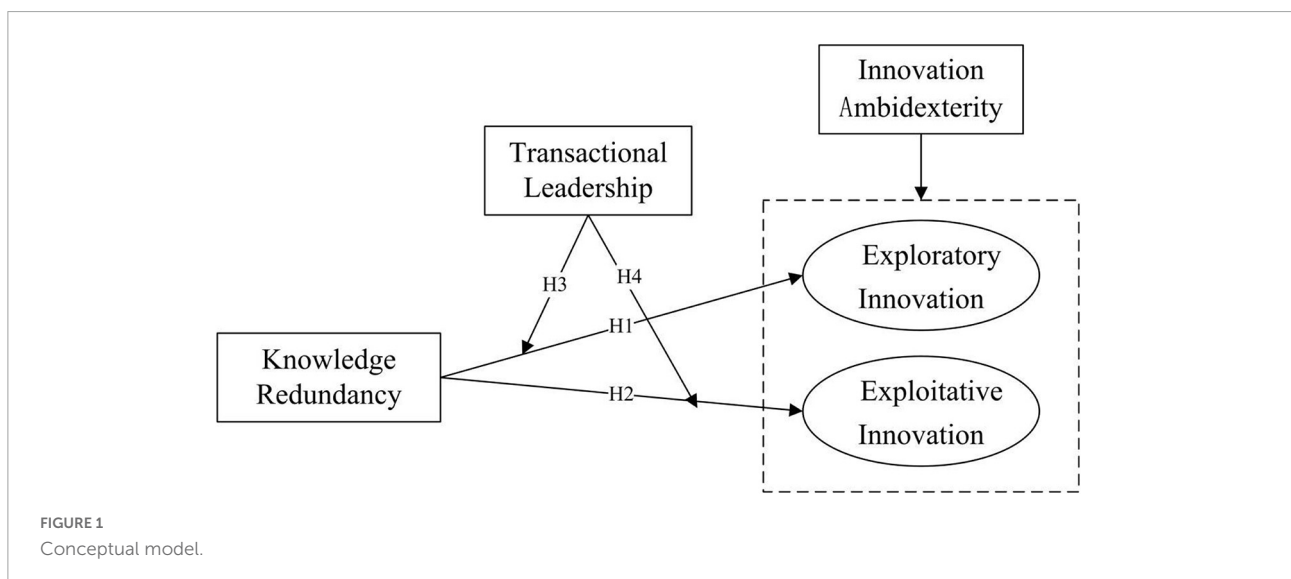 Innovation
Ambidexterity
Transactional
Leadership
Exploratory
Innovation
H3
H4
H1
Knowledge
Redundancy
H2
Exploitative
Innovation
FIGURE 1
Conceptual model.